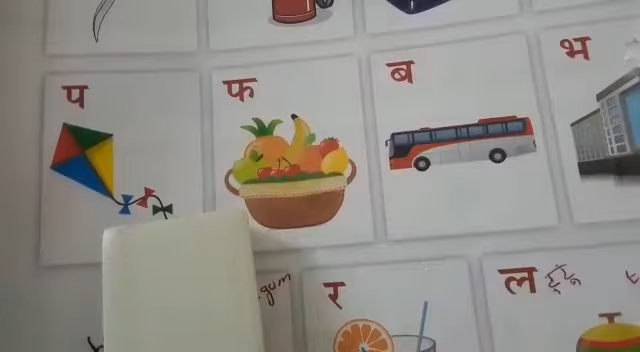 प फ ब भ
gum र ल